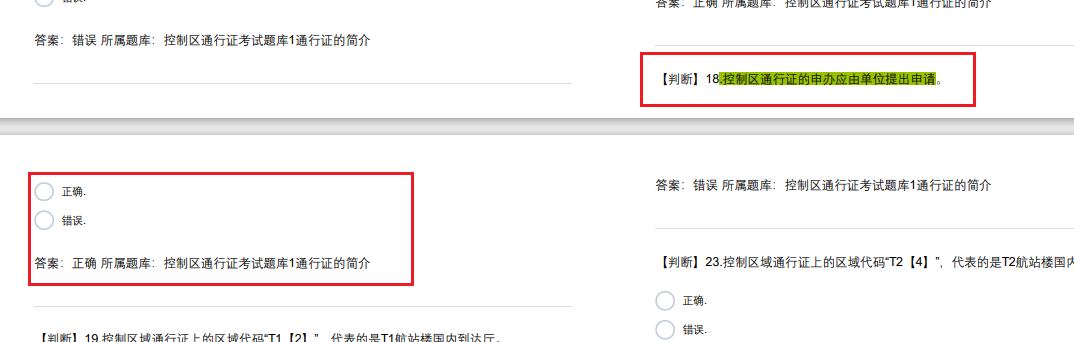 错误.
答案：错误 所属题库：控制区通行证考试题库1通行证的简介
答案：正确 所属题库：控制区通行证考试题库1通行证的简介
【判断】18.控制区通行证的申办应由单位提出申请。
正确.
错误.
答案：正确 所属题库：控制区通行证考试题库1通行证的简介
【判断】19.控制区域通行证上的区域代码“T1【2】”，代表的是T1航站楼国内到达厅。
答案：错误 所属题库：控制区通行证考试题库1通行证的简介
【判断】23.控制区域通行证上的区域代码“T2【4】”，代表的是T2航站楼国内
正确.
错误.